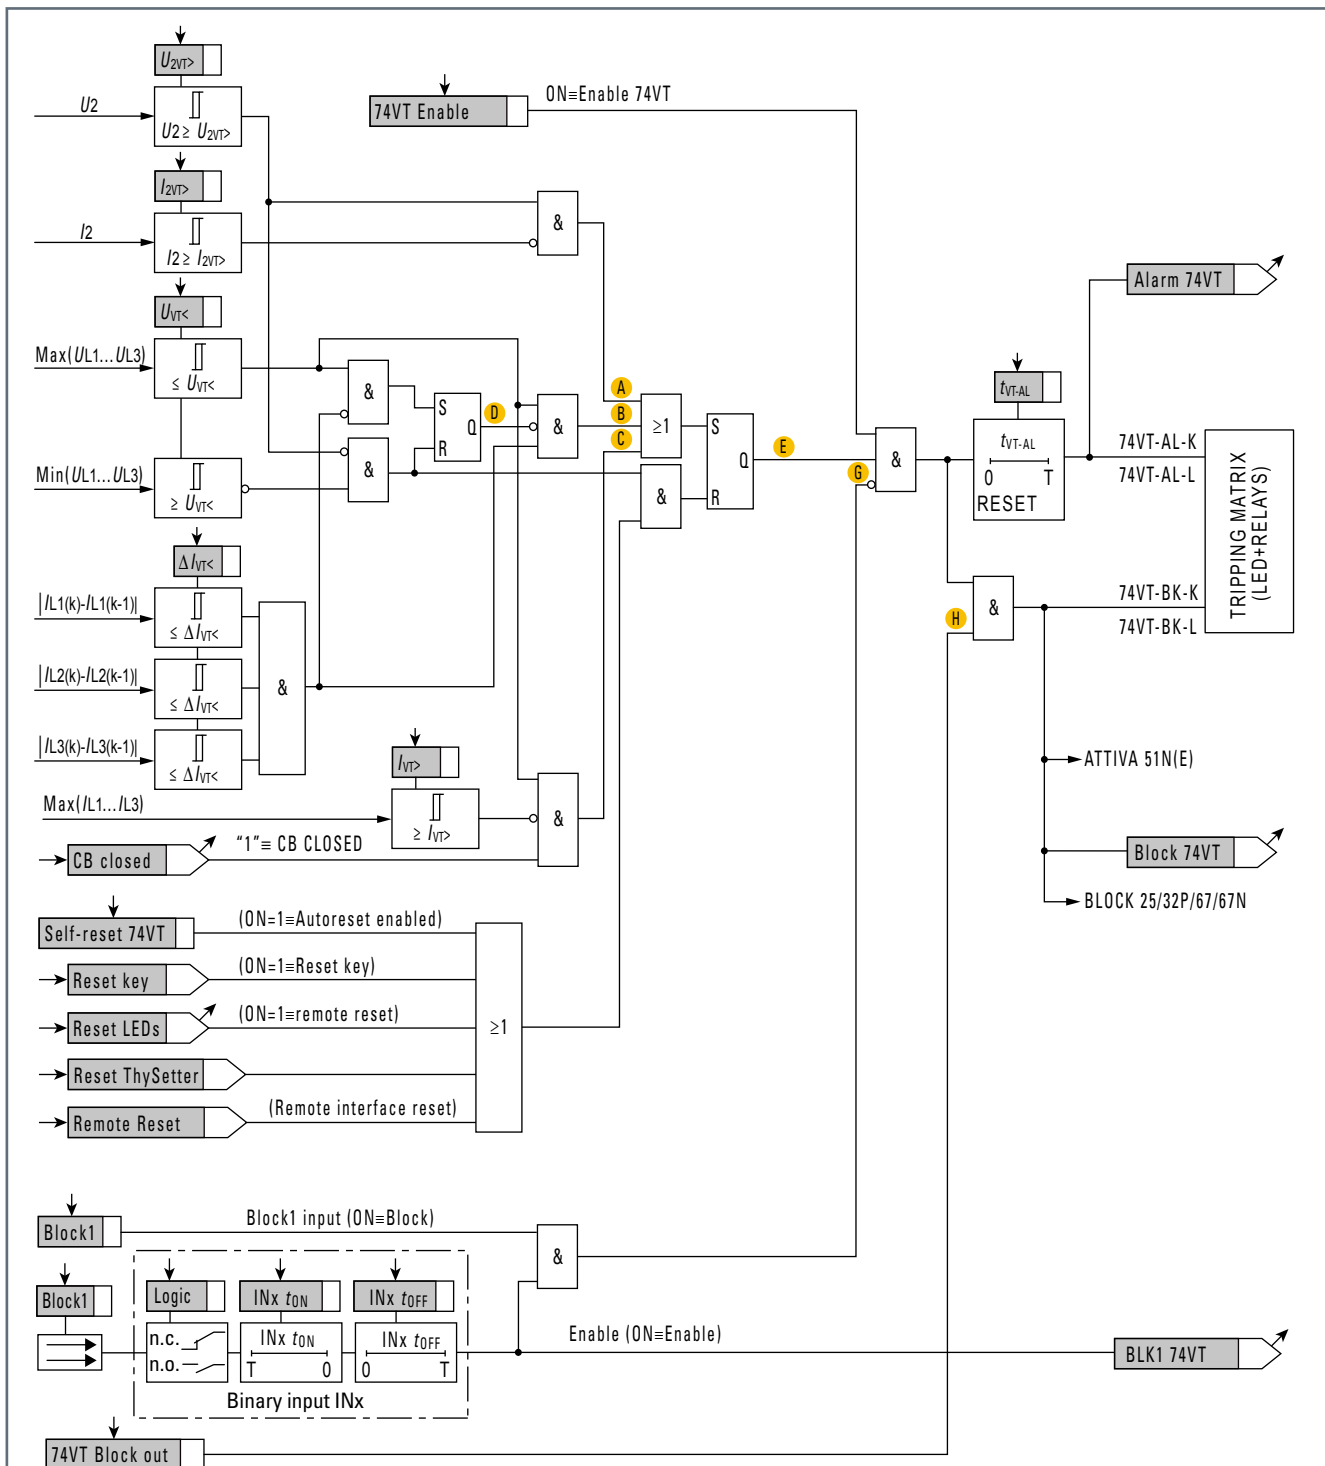 U2VT>
U2
U2 ≥ U2VT>
74VT Enable
ON≡Enable 74VT
I2VT>
I2
I2 ≥ I2VT>
&
UVT<
Max(UL1...UL3)
≤ UVT<
&
S
R
Q
D
&
A
B
C
≥1
S
R
Q
E
G
&
Alarm 74VT
tVT-AL
tVT-AL
0 T
RESET
74VT-AL-K
74VT-AL-L
TRIPPING MATRIX
(LED+RELAYS)
Min(UL1...UL3)
≥ UVT<
&
&
ΔIVT<
|IL1(k)-IL1(k-1)|
≤ ΔIVT<
|IL2(k)-IL2(k-1)|
≤ ΔIVT<
|IL3(k)-IL3(k-1)|
≤ ΔIVT<
&
H
&
74VT-BK-K
74VT-BK-L
IVT>
Max(IL1...IL3)
≥ IVT>
&
ATTIVA 51N(E)
CB closed
“1”≡ CB CLOSED
Block 74VT
BLOCK 25/32P/67/67N
Self-reset 74VT
(ON=1≡Autoreset enabled)
Reset key
(ON=1≡Reset key)
Reset LEDs
(ON=1≡remote reset)
≥1
Reset ThySetter
Remote Reset
(Remote interface reset)
Block1
Block1 input (ON≡Block)
&
Block1
Logic
INx tON
INx tOFF
n.c.
n.o.
INx tON
T 0
INx tOFF
0 T
Enable (ON≡Enable)
BLK1 74VT
Binary input INx
74VT Block out